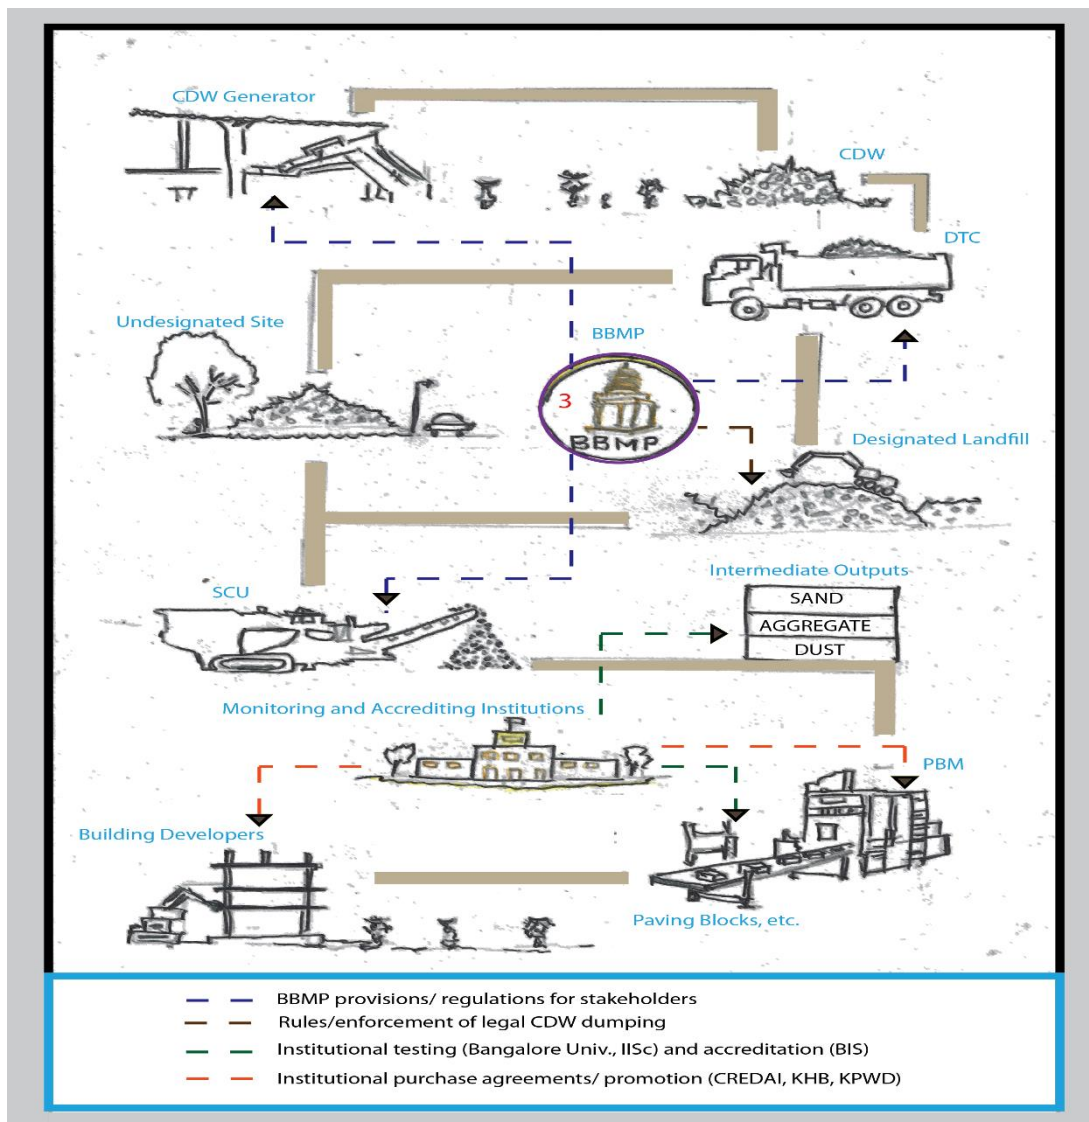 CDW Generator
CDW
DTC
Undesignated Site
BBMP
3
BBMP
Designated Landfill
Intermediate Outputs
SAND
AGGREGATE
DUST
SCU
Monitoring and Accrediting Institutions
PBM
Building Developers
Paving Blocks, etc.
BBMP provisions/ regulations for stakeholders
Rules/enforcement of legal CDW dumping
Institutional testing (Bangalore Univ., IISc) and accreditation (BIS)
Institutional purchase agreements/ promotion (CREDAI, KHB, KPWD)